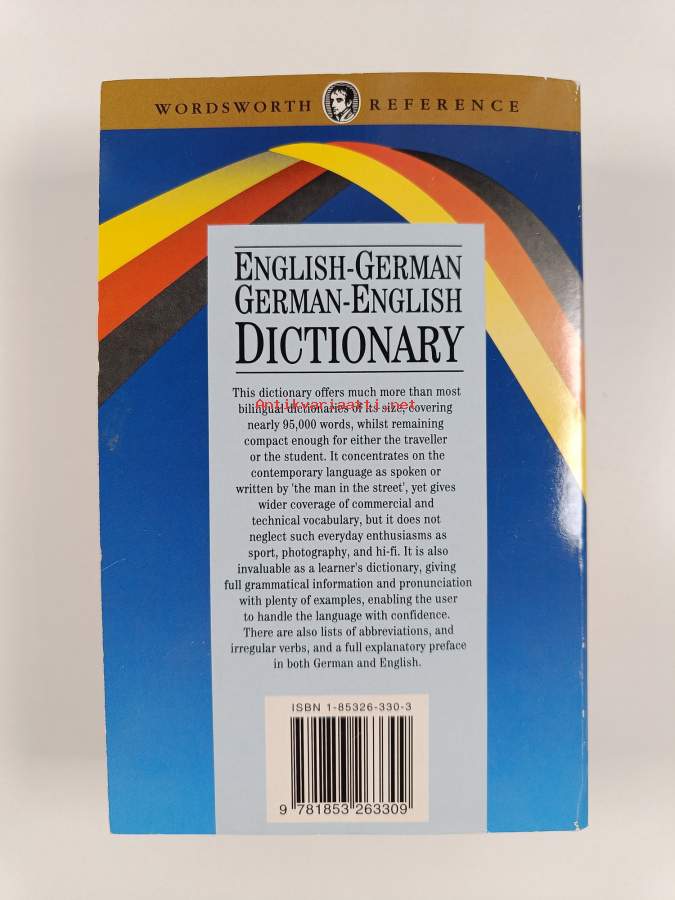 WORDSWORTH REFERENCE
ENGLISH-GERMAN
GERMAN-ENGLISH
DICTIONARY
This dictionary offers much more than most
Antikvariaatti.net
bilingual dictionaries of its size, covering
nearly 95,000 words, whilst remaining
compact enough for either the traveller
or the student. It concentrates on the
contemporary language as spoken or
written by 'the man in the street', yet gives
wider coverage of commercial and
technical vocabulary, but it does not
neglect such everyday enthusiasms as
sport, photography, and hi-fi. It is also
invaluable as a learner's dictionary, giving
full grammatical information and pronunciation
with plenty of examples, enabling the user
to handle the language with confidence.
There are also lists of abbreviations, and
irregular verbs, and a full explanatory preface
in both German and English.
ISBN 1-85326-330-3
9 781853 263309